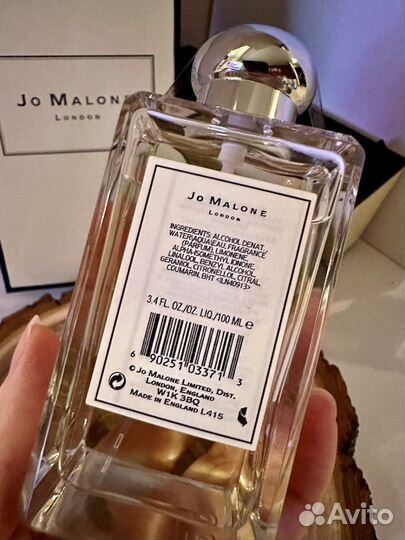 JO MALONE
LONDON
JO MALONE
LONDON
INGREDIENTS: ALCOHOL DENAT.
WATER\AQUA\EAU, FRAGRANCE
(PARFUM), LIMONENE,
ALPHA-ISOMETHYL IONONE,
LINALOOL, BENZYL ALCOHOL,
GERANIOL, CITRONELLOL, CITRAL,
COUMARIN, BHT <ILN40913>
3.4 FL. OZ./OZ. LIQ./100 ML ℮
6 90251 03371 3
© JO MALONE LIMITED, DIST.
LONDON, ENGLAND
W1K 3BQ
MADE IN ENGLAND L415
Avito